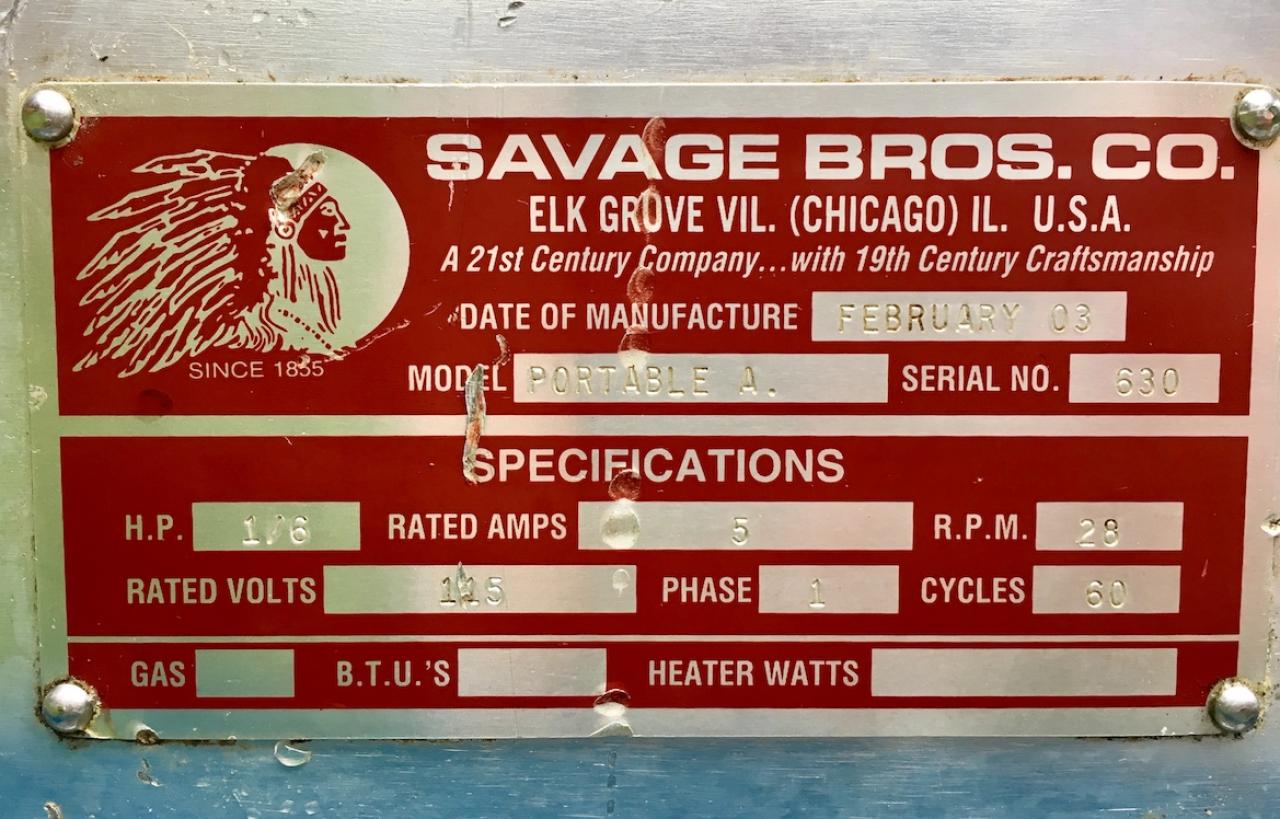 SAVAGE BROS. CO.
ELK GROVE VIL. (CHICAGO) IL. U.S.A.
A 21st Century Company...with 19th Century Craftsmanship
SINCE 1855
DATE OF MANUFACTURE FEBRUARY 03
MODEL PORTABLE A. SERIAL NO. 630
SPECIFICATIONS
H.P. 1/6 RATED AMPS 5 R.P.M. 28
RATED VOLTS 115 PHASE 1 CYCLES 60
GAS B.T.U.'S HEATER WATTS